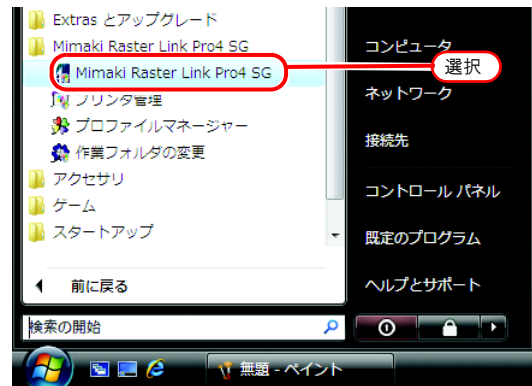 Extras とアップグレード
Mimaki Raster Link Pro4 SG
Mimaki Raster Link Pro4 SG
プリンタ管理
プロファイルマネージャー
作業フォルダの変更
アクセサリ
ゲーム
スタートアップ
前に戻る
検索の開始
コンピュータ
選択
ネットワーク
接続先
コントロール パネル
既定のプログラム
ヘルプとサポート
無題 - ペイント